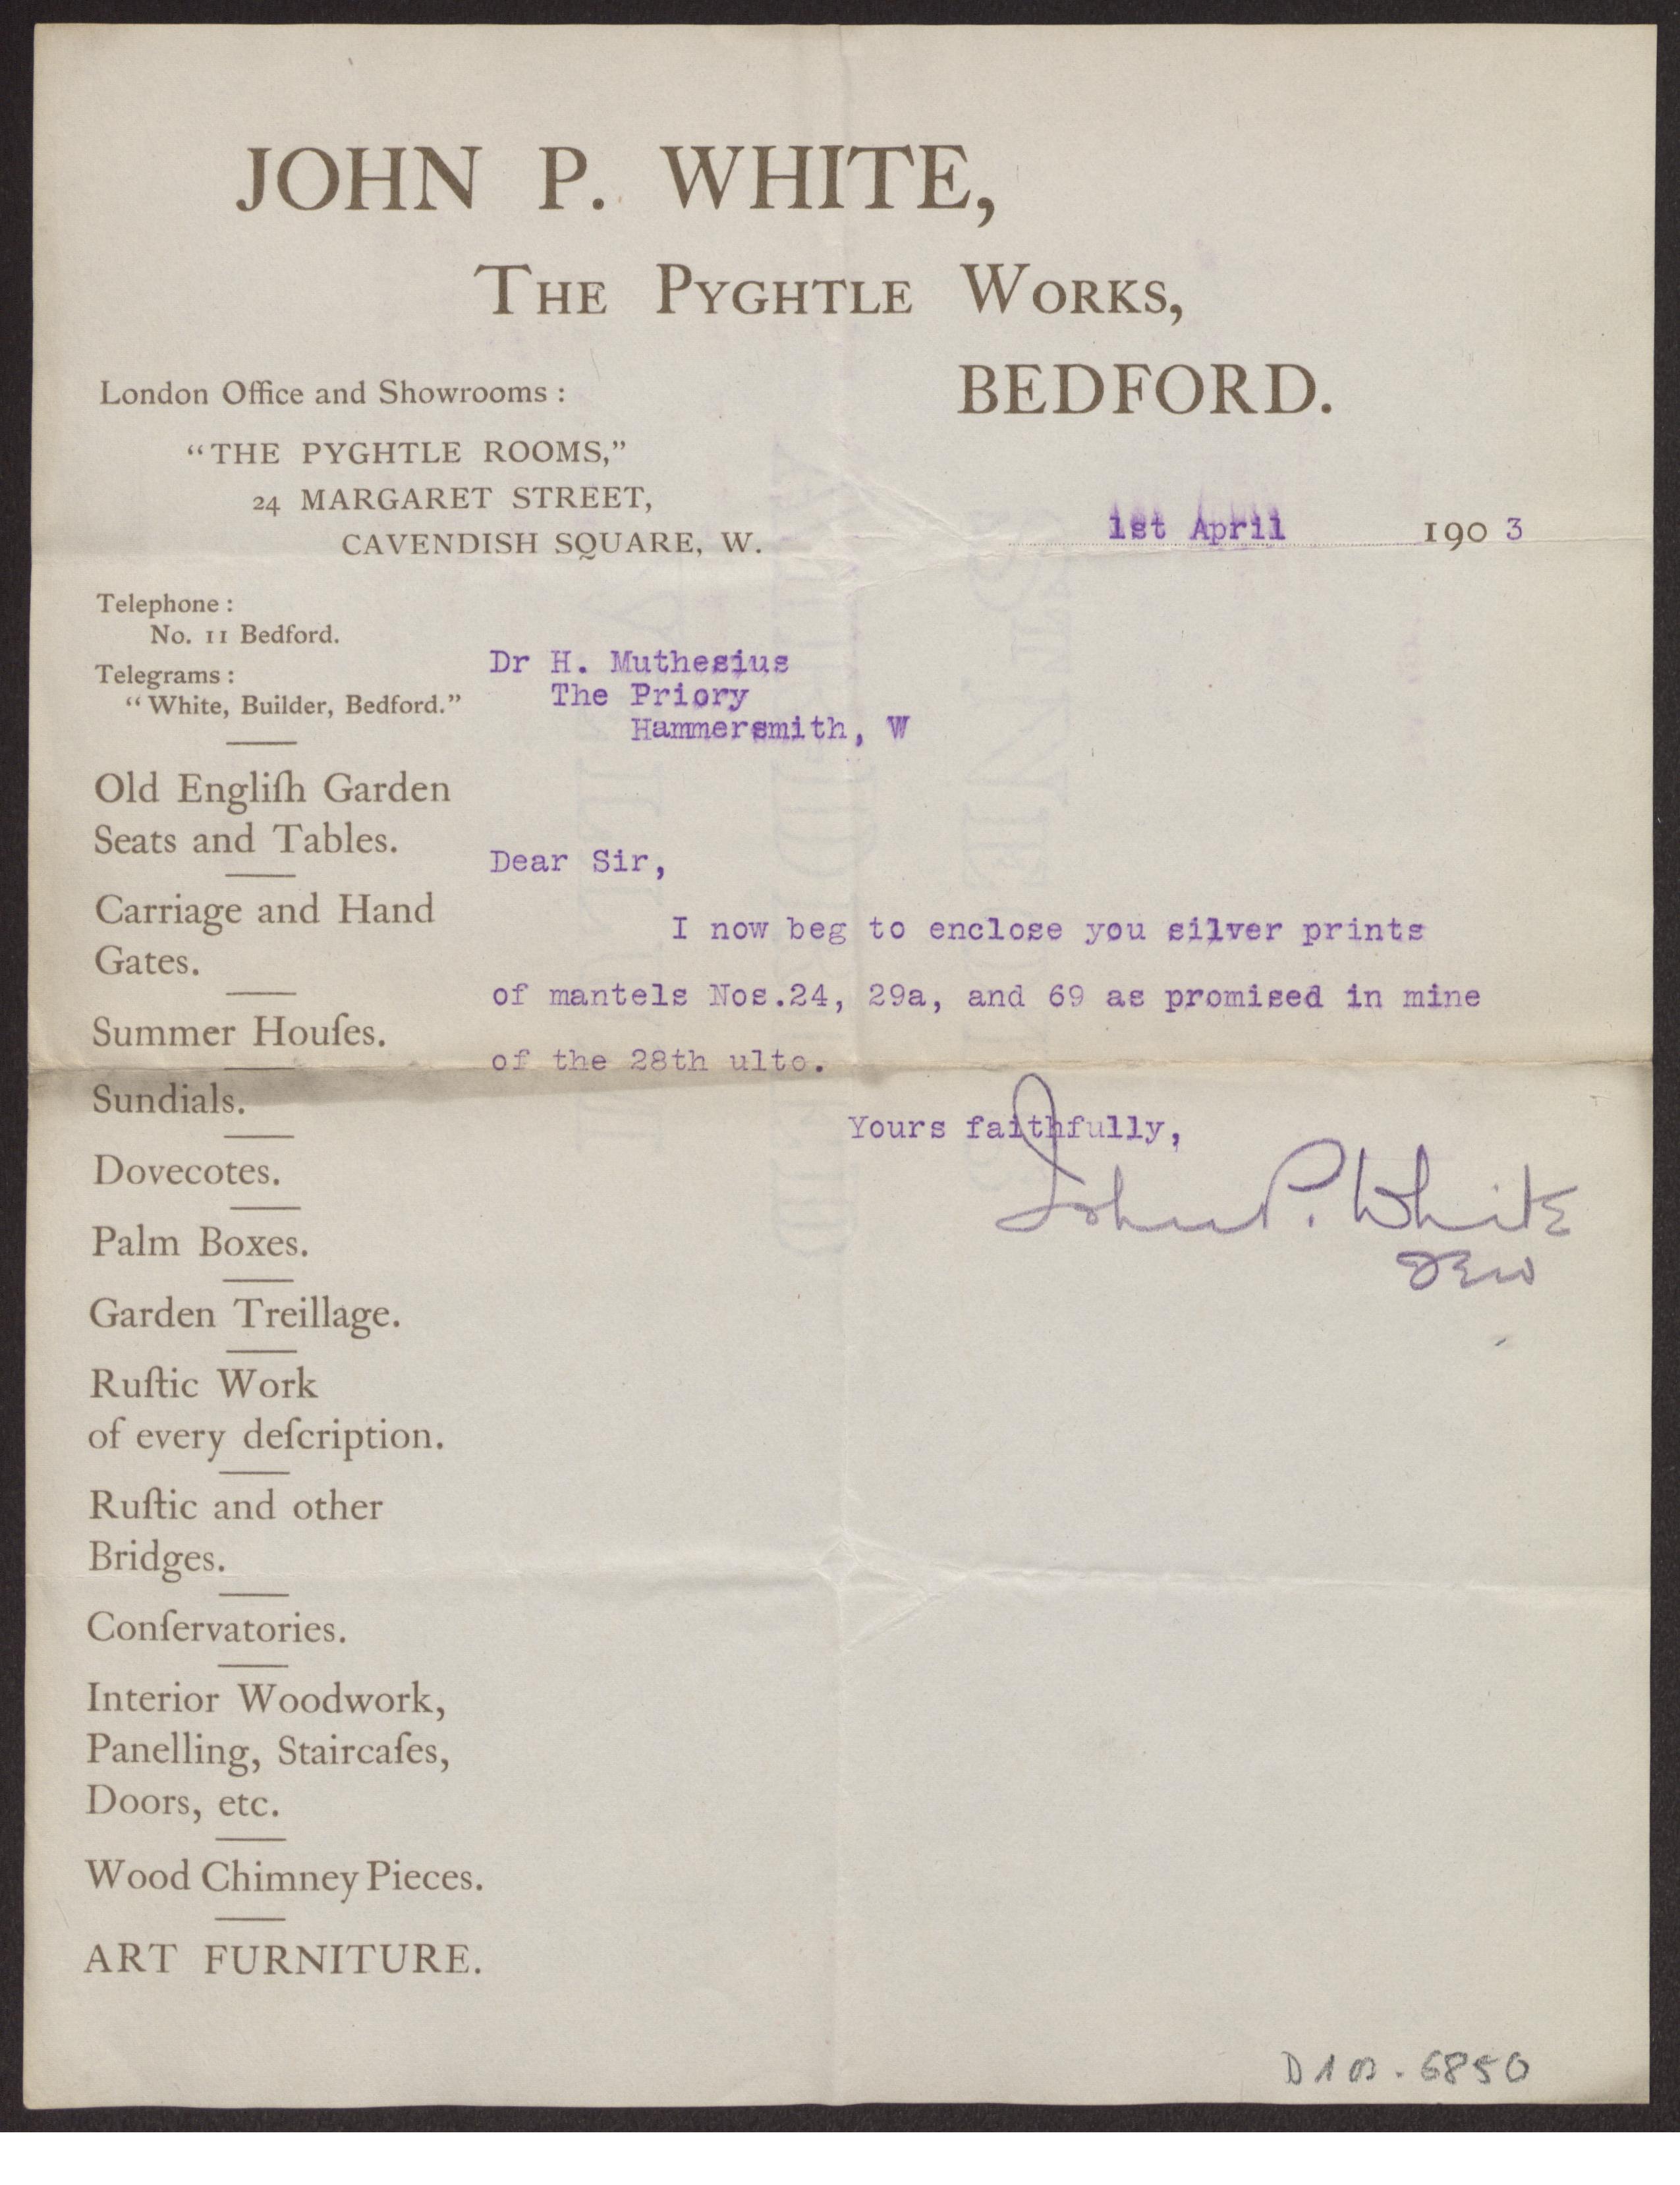 JOHN P. WHITE,
THE PYGHTLE WORKS,
BEDFORD.
London Office and Showrooms :
“THE PYGHTLE ROOMS,”
24 MARGARET STREET,
CAVENDISH SQUARE, W.
1st April 1903
Telephone :
No. 11 Bedford.
Telegrams :
“White, Builder, Bedford.”
Dr H. Muthesius
The Priory
Hammersmith, W
Dear Sir,
I now beg to enclose you silver prints
of mantels Nos.24, 29a, and 69 as promised in mine
of the 28th ulto.
Yours faithfully,
John P. White
Old Engliſh Garden
Seats and Tables.
Carriage and Hand
Gates.
Summer Houſes.
Sundials.
Dovecotes.
Palm Boxes.
Garden Treillage.
Ruſtic Work
of every deſcription.
Ruſtic and other
Bridges.
Conſervatories.
Interior Woodwork,
Panelling, Staircaſes,
Doors, etc.
Wood Chimney Pieces.
ART FURNITURE.